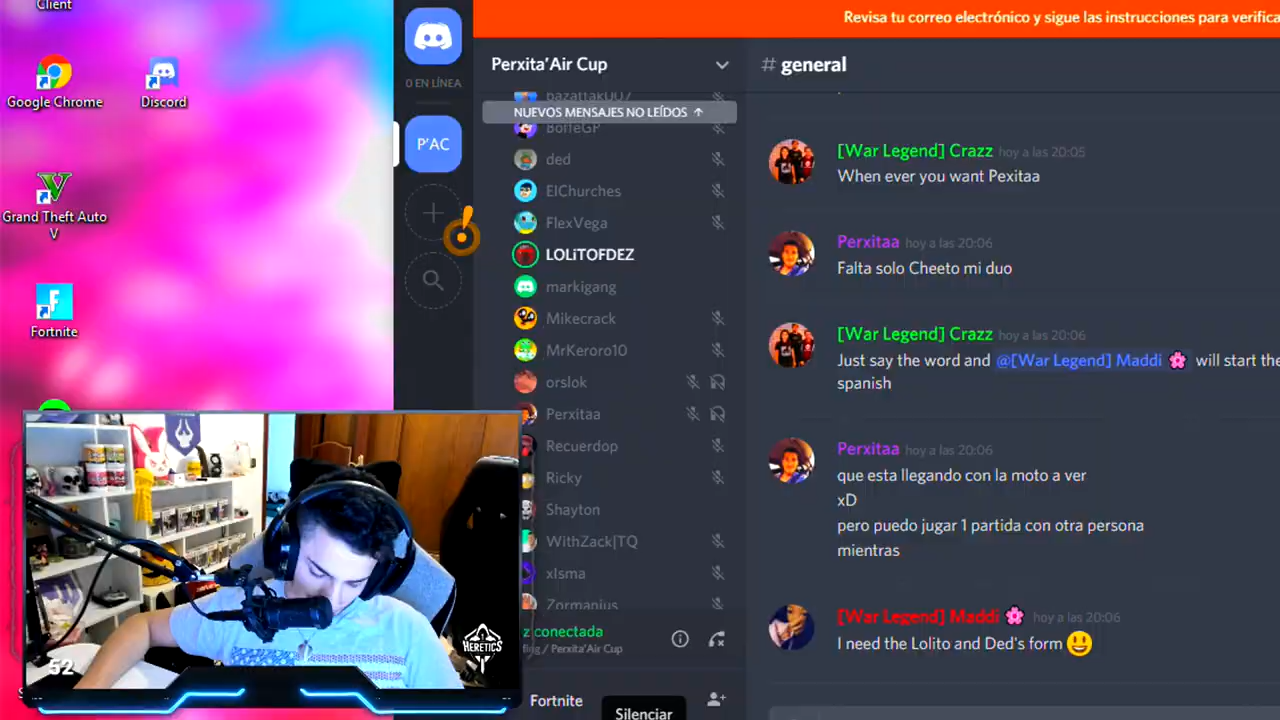 Client
Google Chrome
Discord
Grand Theft Auto
V
Fortnite
0 EN LÍNEA
P'AC
Revisa tu correo electrónico y sigue las instrucciones para verifica
Perxita'Air Cup
NUEVOS MENSAJES NO LEÍDOS ↑
BoffeGP
ded
ElChurches
FlexVega
LOLiTOFDEZ
markigang
Mikecrack
MrKeroro10
orslok
Perxitaa
Recuerdop
Ricky
Shayton
WithZack|TQ
xIsma
Zormanius
z conectada
/ Perxita'Air Cup
Fortnite
Silenciar
# general
[War Legend] Crazz hoy a las 20:05
When ever you want Pexitaa
Perxitaa hoy a las 20:06
Falta solo Cheeto mi duo
[War Legend] Crazz hoy a las 20:06
Just say the word and @[War Legend] Maddi 🌸 will start the
spanish
Perxitaa hoy a las 20:06
que esta llegando con la moto a ver
xD
pero puedo jugar 1 partida con otra persona
mientras
[War Legend] Maddi 🌸 hoy a las 20:06
I need the Lolito and Ded's form 😃
HERETICS
52